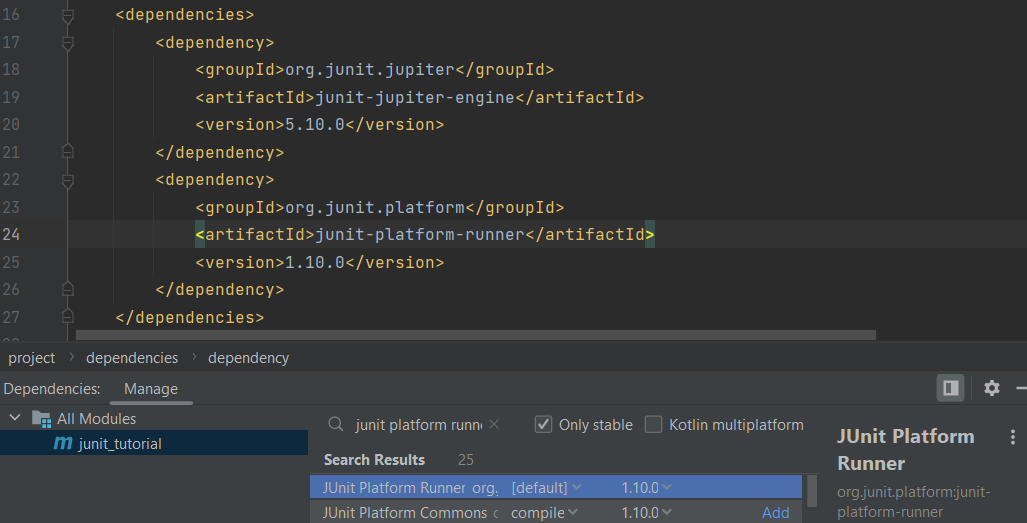 16 <dependencies>
17 <dependency>
18 <groupId>org.junit.jupiter</groupId>
19 <artifactId>junit-jupiter-engine</artifactId>
20 <version>5.10.0</version>
21 </dependency>
22 <dependency>
23 <groupId>org.junit.platform</groupId>
24 <artifactId>junit-platform-runner</artifactId>
25 <version>1.10.0</version>
26 </dependency>
27 </dependencies>
project > dependencies > dependency
Dependencies: Manage
All Modules
m junit_tutorial
junit platform runn
Only stable
Kotlin multiplatform
Search Results 25
JUnit Platform Runner org. [default] 1.10.0
JUnit Platform Commons compile 1.10.0 Add
JUnit Platform
Runner
org.junit.platform:junit-
platform-runner